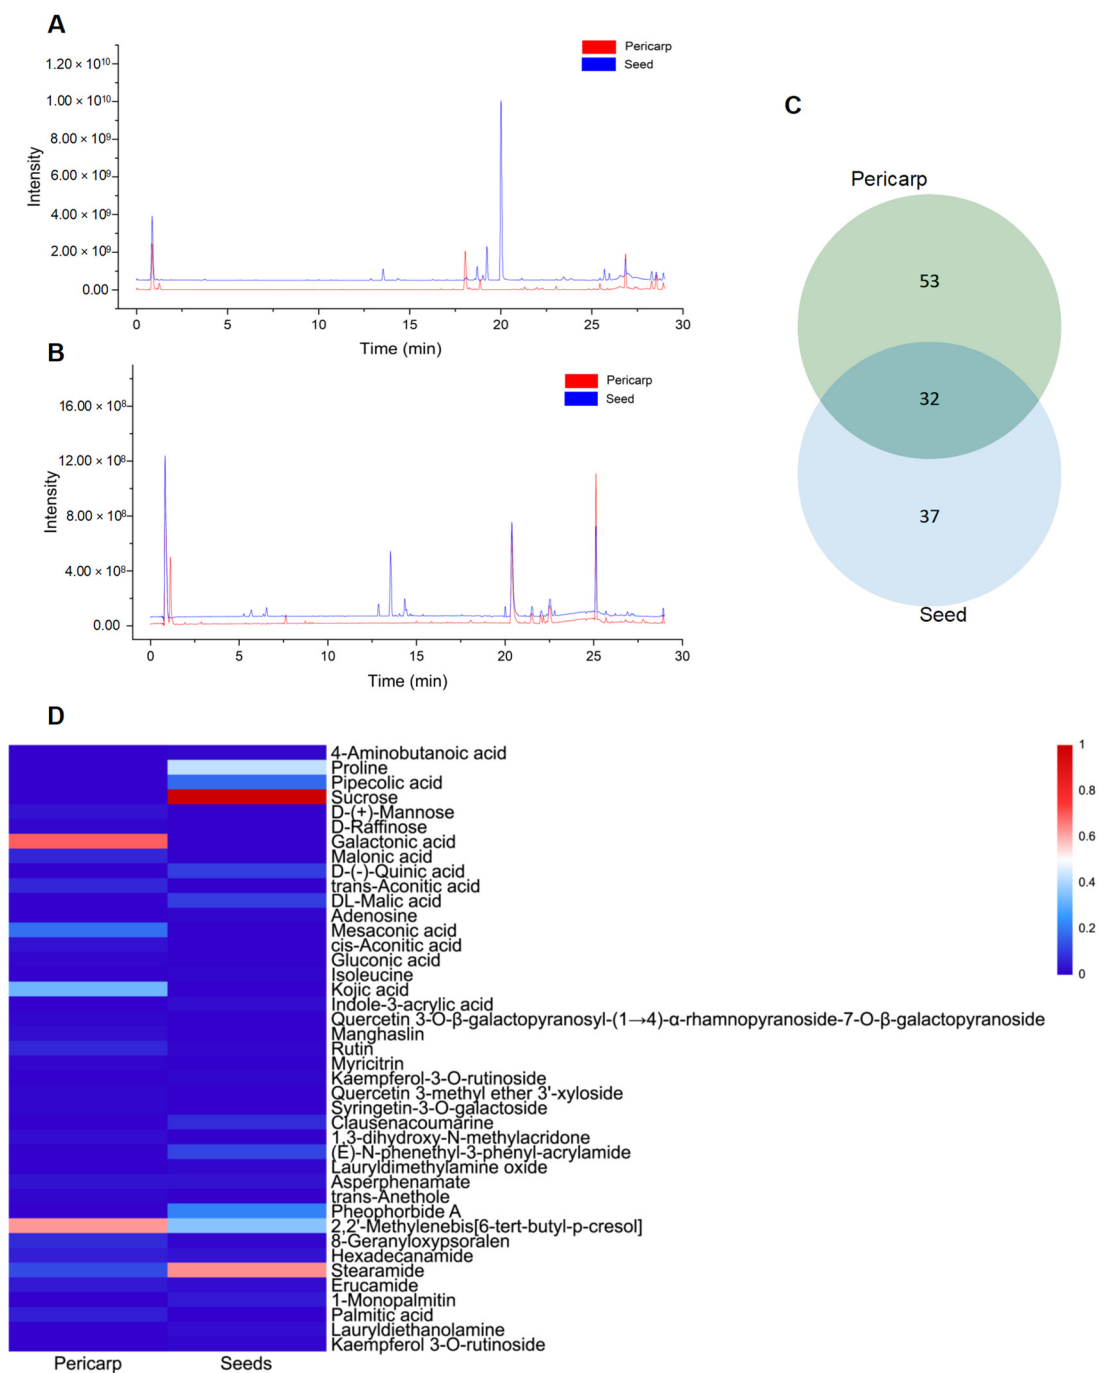 A
Pericarp
Seed
1.20 × 10¹⁰
1.00 × 10¹⁰
8.00 × 10⁹
6.00 × 10⁹
4.00 × 10⁹
2.00 × 10⁹
0.00
Intensity
0 5 10 15 20 25 30
Time (min)
B
Pericarp
Seed
16.00 × 10⁸
12.00 × 10⁸
8.00 × 10⁸
4.00 × 10⁸
0.00
Intensity
0 5 10 15 20 25 30
Time (min)
C
Pericarp
53
32
37
Seed
D
4-Aminobutanoic acid
Proline
Pipecolic acid
Sucrose
D-(+)-Mannose
D-Raffinose
Galactonic acid
Malonic acid
D-(-)-Quinic acid
trans-Aconitic acid
DL-Malic acid
Adenosine
Mesaconic acid
cis-Aconitic acid
Gluconic acid
Isoleucine
Kojic acid
Indole-3-acrylic acid
Quercetin 3-O-β-galactopyranosyl-(1→4)-α-rhamnopyranoside-7-O-β-galactopyranoside
Manghaslin
Rutin
Myricitrin
Kaempferol-3-O-rutinoside
Quercetin 3-methyl ether 3'-xyloside
Syringetin-3-O-galactoside
Clausenacoumarine
1,3-dihydroxy-N-methylacridone
(E)-N-phenethyl-3-phenyl-acrylamide
Lauryldimethylamine oxide
Asperphenamate
trans-Anethole
Pheophorbide A
2,2'-Methylenebis[6-tert-butyl-p-cresol]
8-Geranyloxypsoralen
Hexadecanamide
Stearamide
Erucamide
1-Monopalmitin
Palmitic acid
Lauryldiethanolamine
Kaempferol 3-O-rutinoside
Pericarp Seeds
1
0.8
0.6
0.4
0.2
0